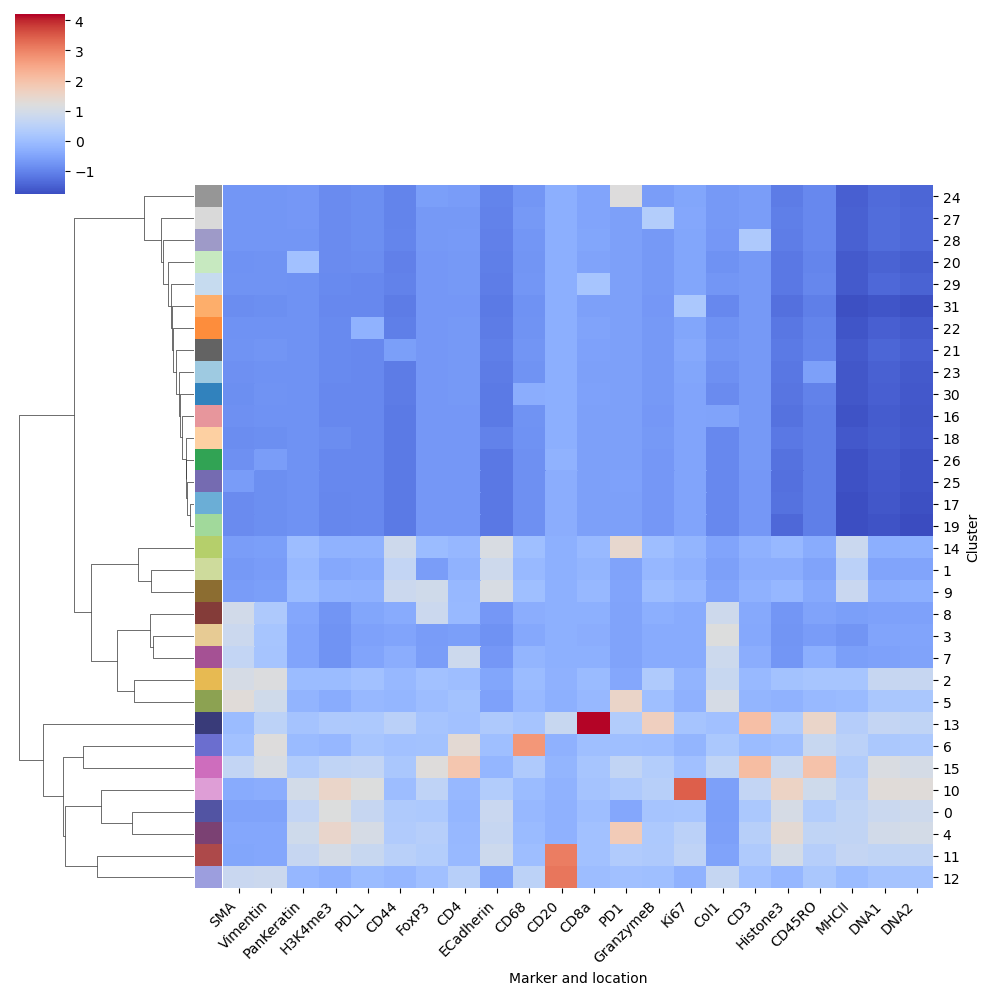 4
3
2
1
0
−1
24
27
28
20
29
31
22
21
23
30
16
18
26
25
17
19
14
1
9
8
3
7
2
5
13
6
15
10
0
4
11
12
Cluster
SMA
Vimentin
PanKeratin
H3K4me3
PDL1
CD44
FoxP3
CD4
ECadherin
CD68
CD20
CD8a
PD1
GranzymeB
Ki67
Col1
CD3
Histone3
CD45RO
MHCII
DNA1
DNA2
Marker and location